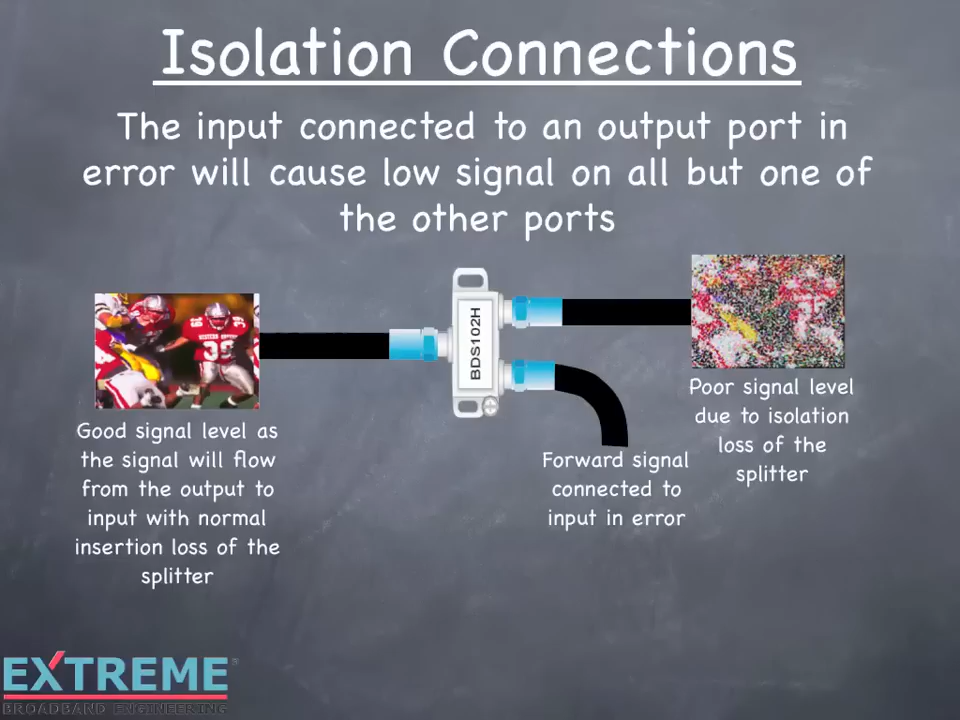 Isolation Connections
The input connected to an output port in
error will cause low signal on all but one of
the other ports
BDS102H
Good signal level as
the signal will flow
from the output to
input with normal
insertion loss of the
splitter
Forward signal
connected to
input in error
Poor signal level
due to isolation
loss of the
splitter
EXTREME
BROADBAND ENGINEERING